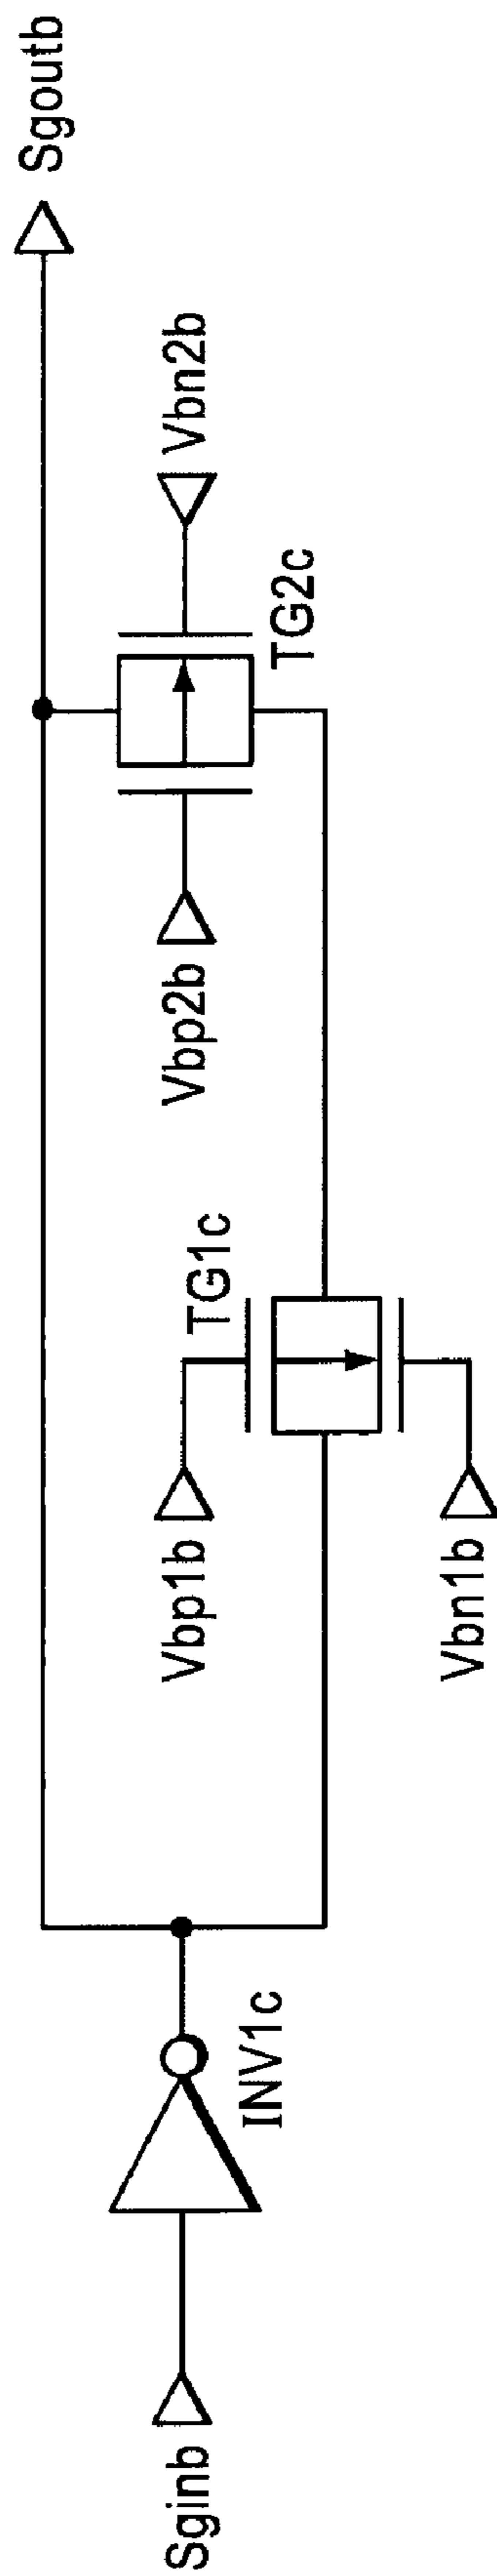 Sginb
INV1c
Vbp1b
Vbn1b
TG1c
Vbp2b
TG2c
Vbn2b
Sgoutb